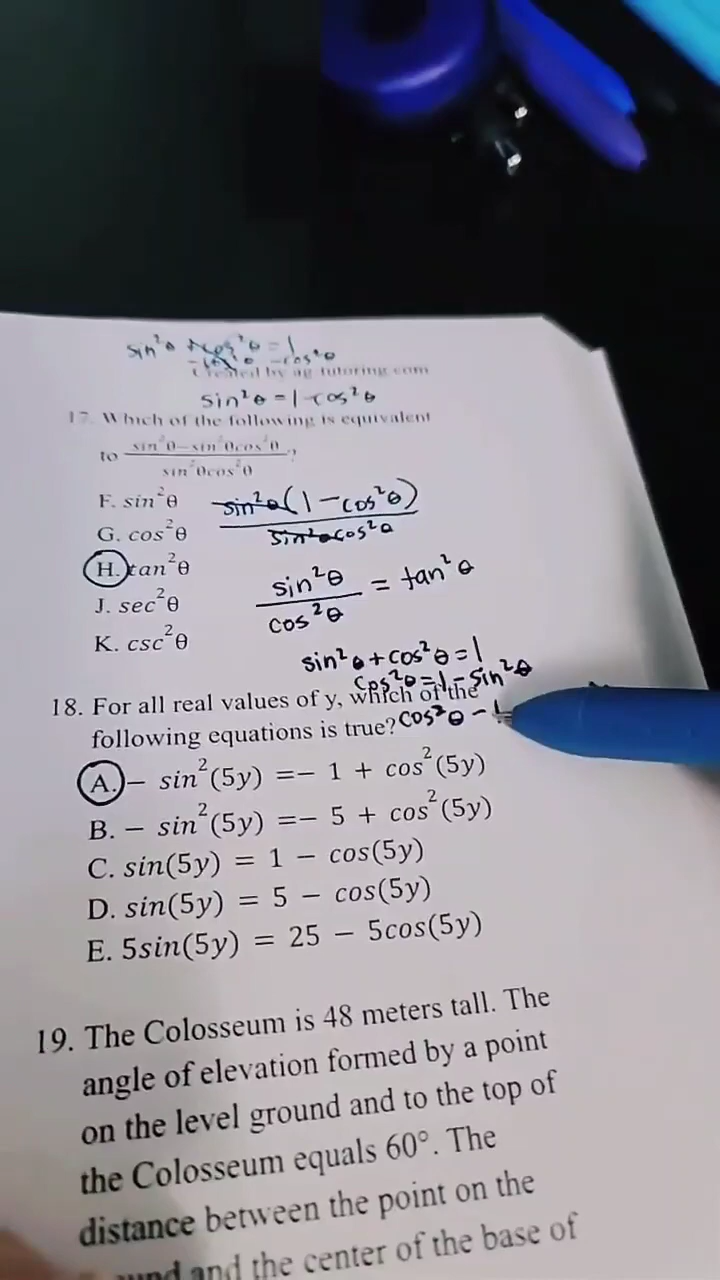 sin²θ + cos²θ = 1
- cos²θ - cos²θ
Created by ag tutoring com
sin²θ = 1 - cos²θ
17. Which of the following is equivalent
to (sin²θ–sin²θcos²θ)/(sin²θcos²θ)?
F. sin²θ
sin²θ(1 - cos²θ)
G. cos²θ
sin²θcos²θ
H. tan²θ
sin²θ/cos²θ = tan²θ
J. sec²θ
K. csc²θ
sin²θ + cos²θ = 1
cos²θ = 1 - sin²θ
18. For all real values of y, which of the
following equations is true? cos²θ - 1
A. − sin²(5y) =− 1 + cos²(5y)
B. − sin²(5y) =− 5 + cos²(5y)
C. sin(5y) = 1 − cos(5y)
D. sin(5y) = 5 − cos(5y)
E. 5sin(5y) = 25 − 5cos(5y)
19. The Colosseum is 48 meters tall. The
angle of elevation formed by a point
on the level ground and to the top of
the Colosseum equals 60°. The
distance between the point on the
and the center of the base of